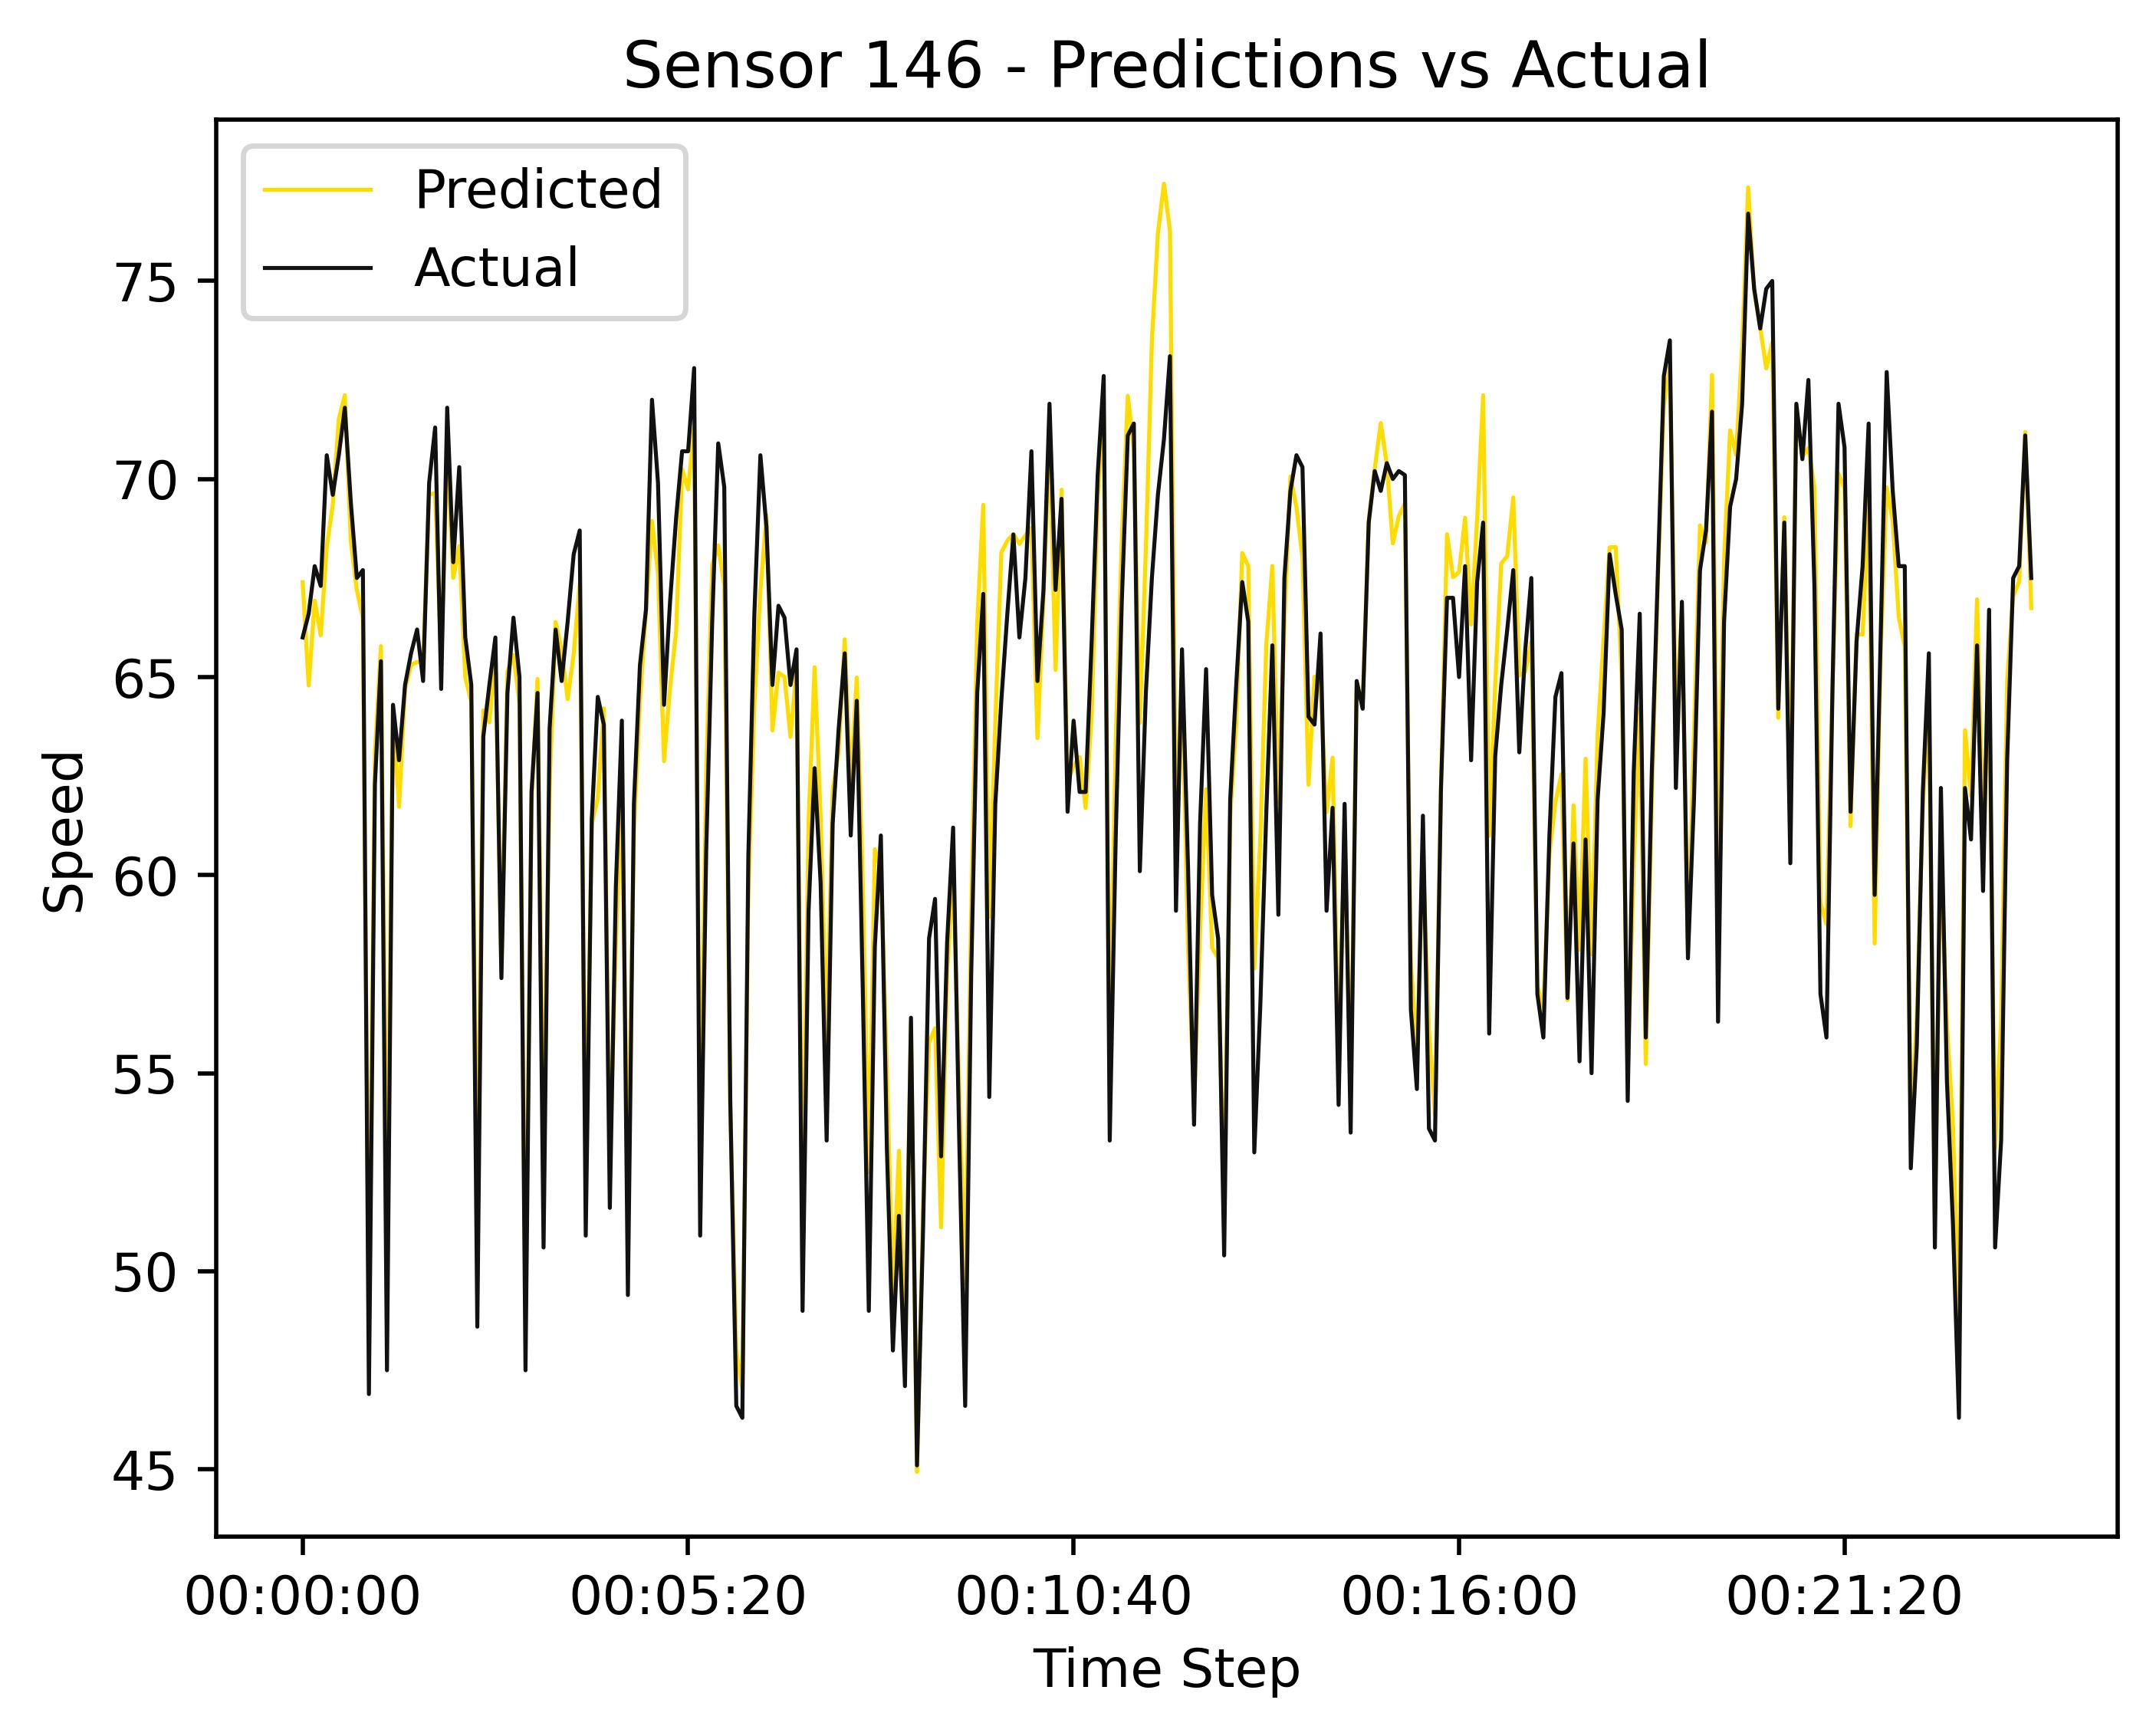 Sensor 146 - Predictions vs Actual
Predicted
Actual
75
70
65
60
55
50
45
Speed
00:00:00
00:05:20
00:10:40
00:16:00
00:21:20
Time Step